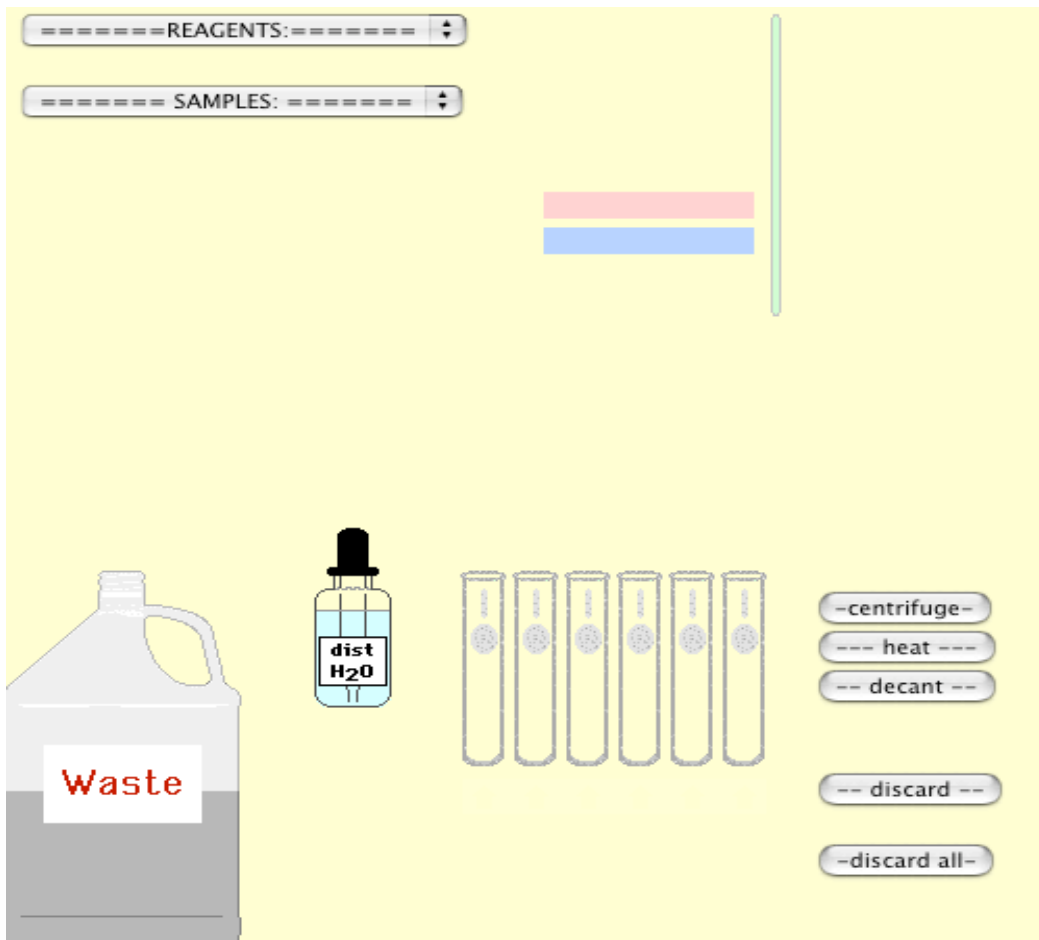 =======REAGENTS:=======
======= SAMPLES: =======
dist
H2O
-centrifuge-
--- heat ---
-- decant --
Waste
-- discard --
-discard all-